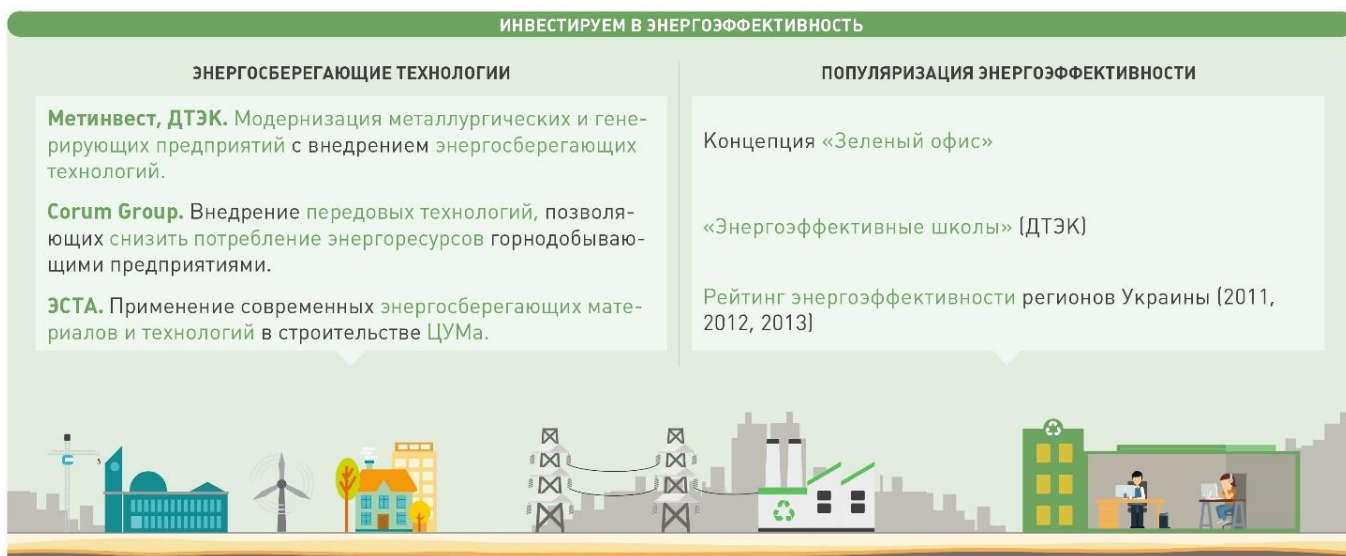 ИНВЕСТИРУЕМ В ЭНЕРГОЭФФЕКТИВНОСТЬ
ЭНЕРГОСБЕРЕГАЮЩИЕ ТЕХНОЛОГИИ
Метинвест, ДТЭК. Модернизация металлургических и гене-
рирующих предприятий с внедрением энергосберегающих
технологий.
Corum Group. Внедрение передовых технологий, позволя-
ющих снизить потребление энергоресурсов горнодобываю-
щими предприятиями.
ЭСТА. Применение современных энергосберегающих мате-
риалов и технологий в строительстве ЦУМа.
ПОПУЛЯРИЗАЦИЯ ЭНЕРГОЭФФЕКТИВНОСТИ
Концепция «Зеленый офис»
«Энергоэффективные школы» (ДТЭК)
Рейтинг энергоэффективности регионов Украины (2011,
2012, 2013)